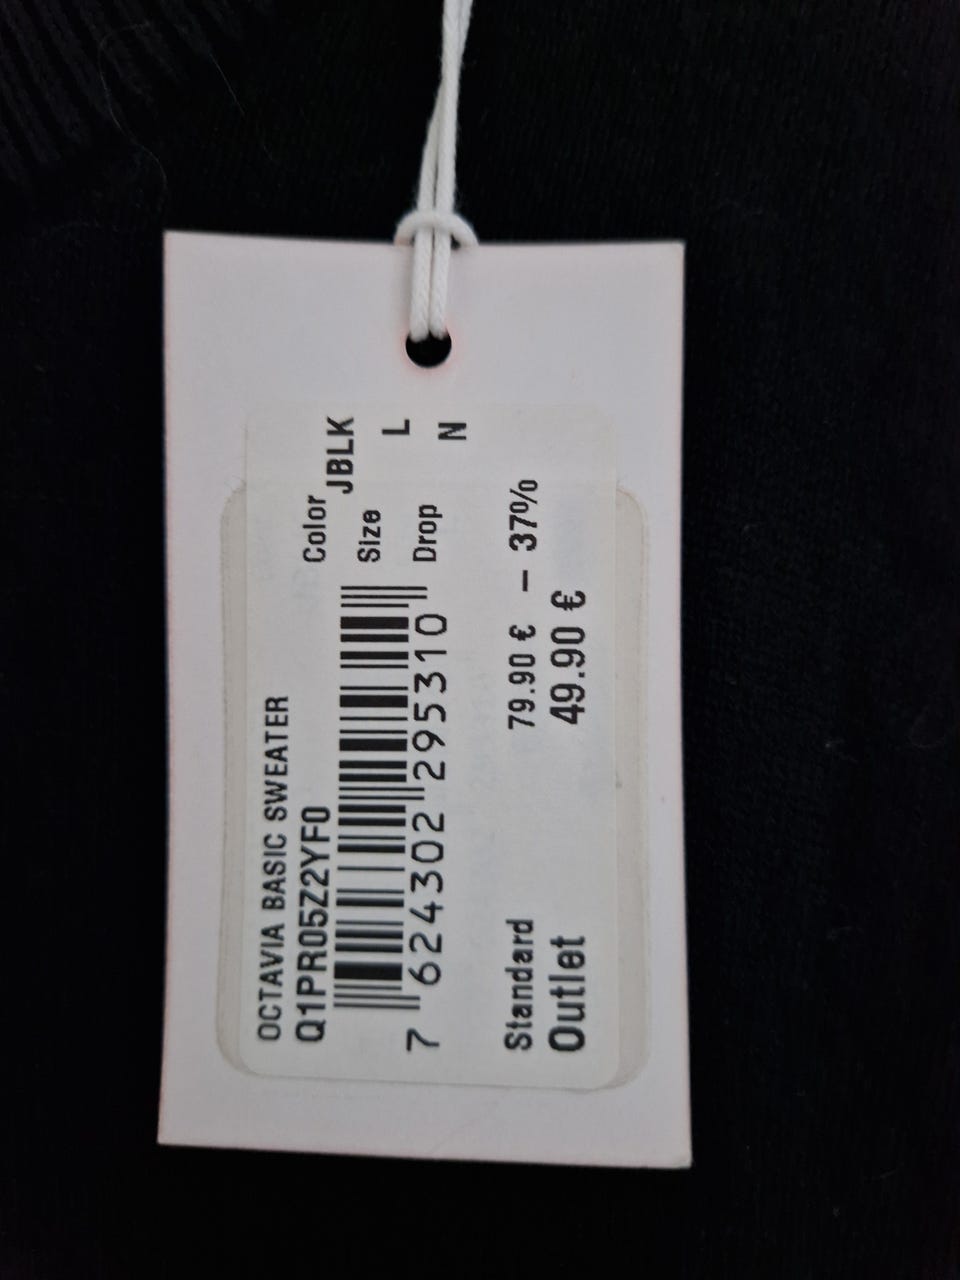 OCTAVIA BASIC SWEATER
Q1PR05Z2YF0
Color
JBLK
Size L
Drop N
7 624302 295310
Standard 79.90 € – 37%
Outlet 49.90 €